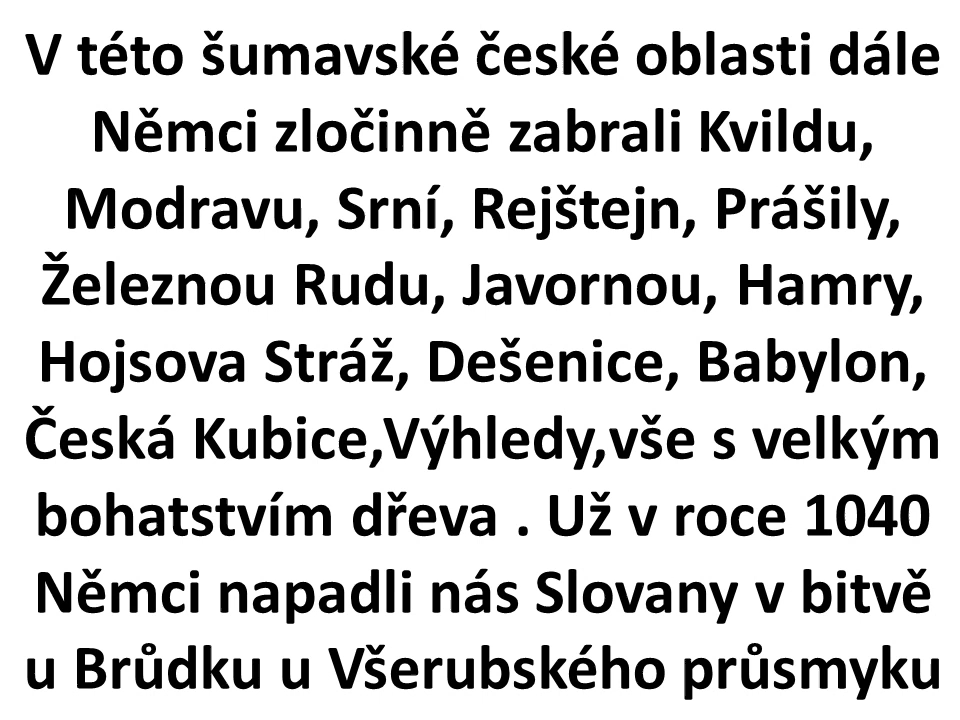 V této šumavské české oblasti dále
Němci zločinně zabrali Kvildu,
Modravu, Srní, Rejštejn, Prášily,
Železnou Rudu, Javornou, Hamry,
Hojsova Stráž, Dešenice, Babylon,
Česká Kubice,Výhledy,vše s velkým
bohatstvím dřeva . Už v roce 1040
Němci napadli nás Slovany v bitvě
u Brůdku u Všerubského průsmyku